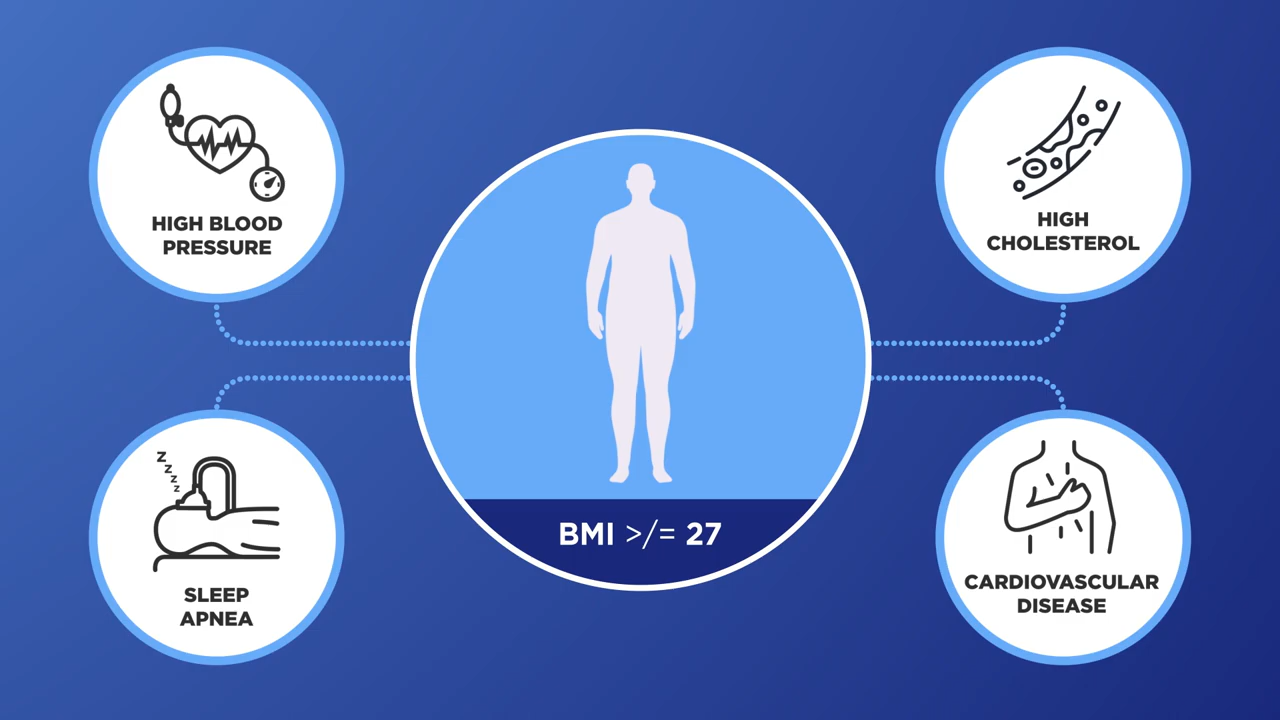 HIGH BLOOD
PRESSURE
HIGH
CHOLESTEROL
BMI >/= 27
z
z
z
z
SLEEP
APNEA
CARDIOVASCULAR
DISEASE